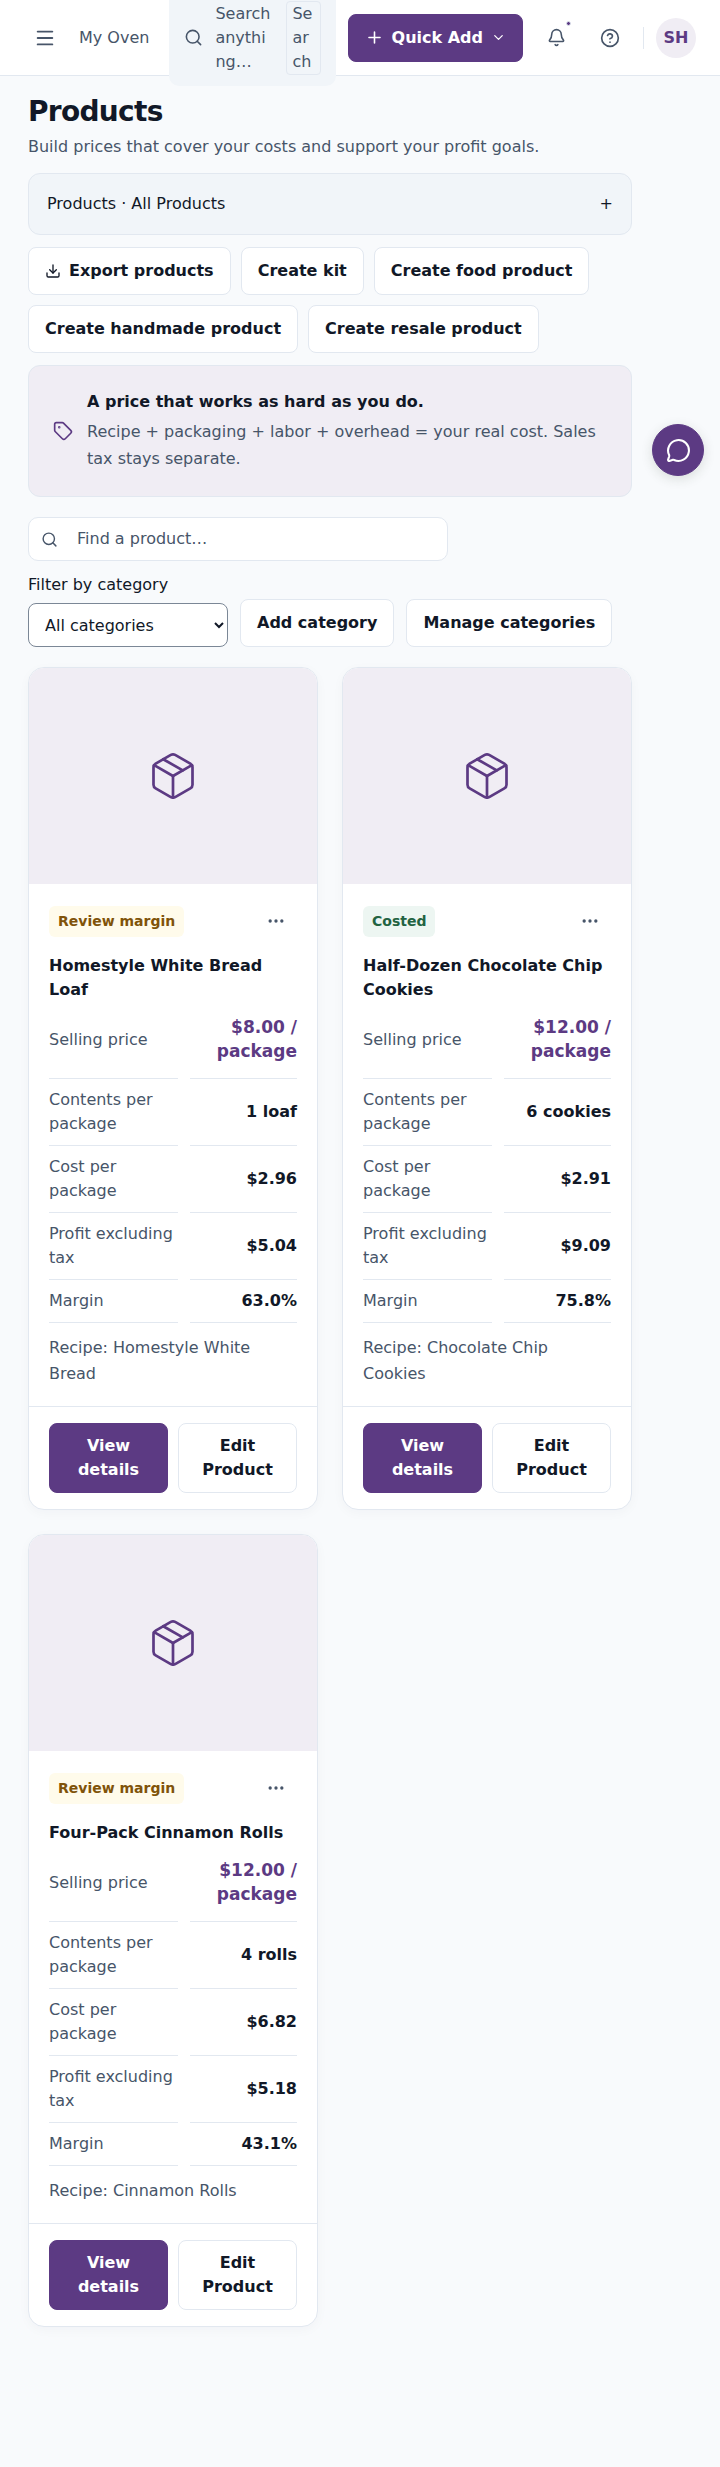 My Oven
Search
anythi
ng...
Se
ar
ch
Quick Add
SH
Products
Build prices that cover your costs and support your profit goals.
Products · All Products +
Export products
Create kit
Create food product
Create handmade product
Create resale product
A price that works as hard as you do.
Recipe + packaging + labor + overhead = your real cost. Sales
tax stays separate.
Find a product...
Filter by category
All categories
Add category
Manage categories
Review margin
Homestyle White Bread
Loaf
Selling price
$8.00 /
package
Contents per
package
1 loaf
Cost per
package
$2.96
Profit excluding
tax
$5.04
Margin
63.0%
Recipe: Homestyle White
Bread
View
details
Edit
Product
Costed
Half-Dozen Chocolate Chip
Cookies
Selling price
$12.00 /
package
Contents per
package
6 cookies
Cost per
package
$2.91
Profit excluding
tax
$9.09
Margin
75.8%
Recipe: Chocolate Chip
Cookies
View
details
Edit
Product
Review margin
Four-Pack Cinnamon Rolls
Selling price
$12.00 /
package
Contents per
package
4 rolls
Cost per
package
$6.82
Profit excluding
tax
$5.18
Margin
43.1%
Recipe: Cinnamon Rolls
View
details
Edit
Product